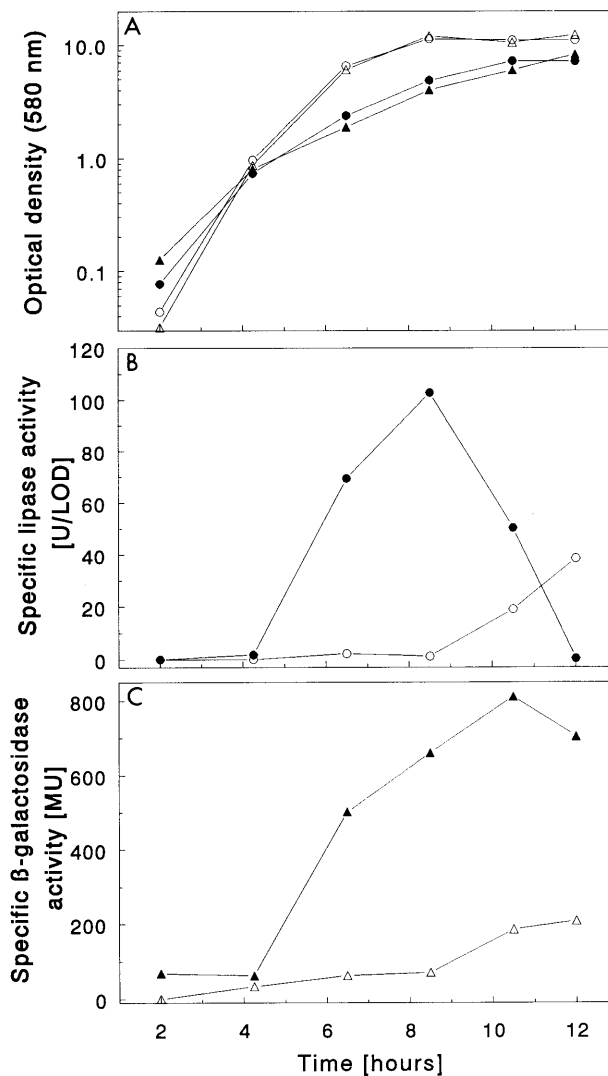 A
Optical density (580 nm)
10.0
1.0
0.1
B
Specific lipase activity
[U/LOD]
120
100
80
60
40
20
0
C
Specific ß-galactosidase
activity [MU]
800
600
400
200
0
2 4 6 8 10 12
Time [hours]